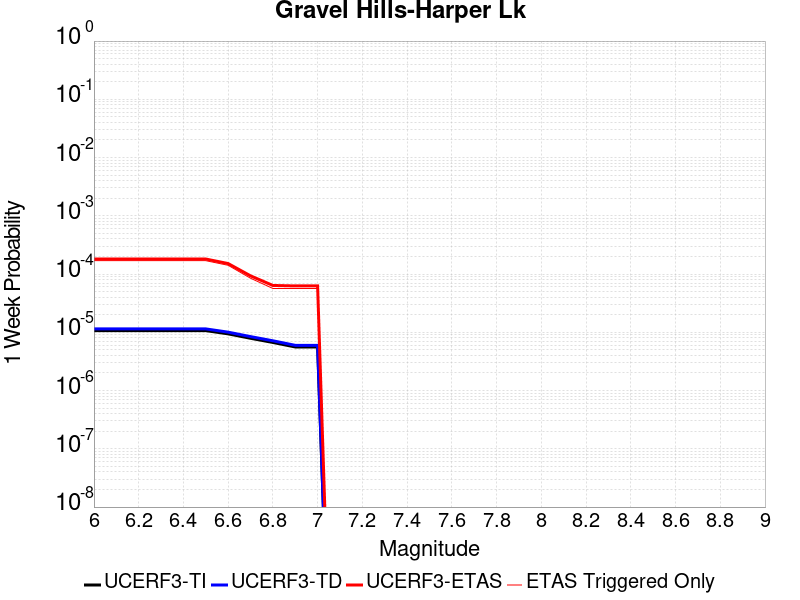 Gravel Hills-Harper Lk
10^0
10^-1
10^-2
10^-3
10^-4
10^-5
10^-6
10^-7
10^-8
1 Week Probability
6 6.2 6.4 6.6 6.8 7 7.2 7.4 7.6 7.8 8 8.2 8.4 8.6 8.8 9
Magnitude
UCERF3-TI UCERF3-TD UCERF3-ETAS ETAS Triggered Only